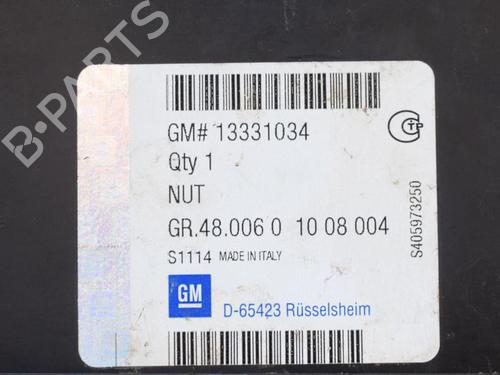 B-PARTS
GM# 13331034
Qty 1
NUT
GR.48.006 0 10 08 004
S1114 MADE IN ITALY
GM
D-65423 Rüsselsheim
S405973250